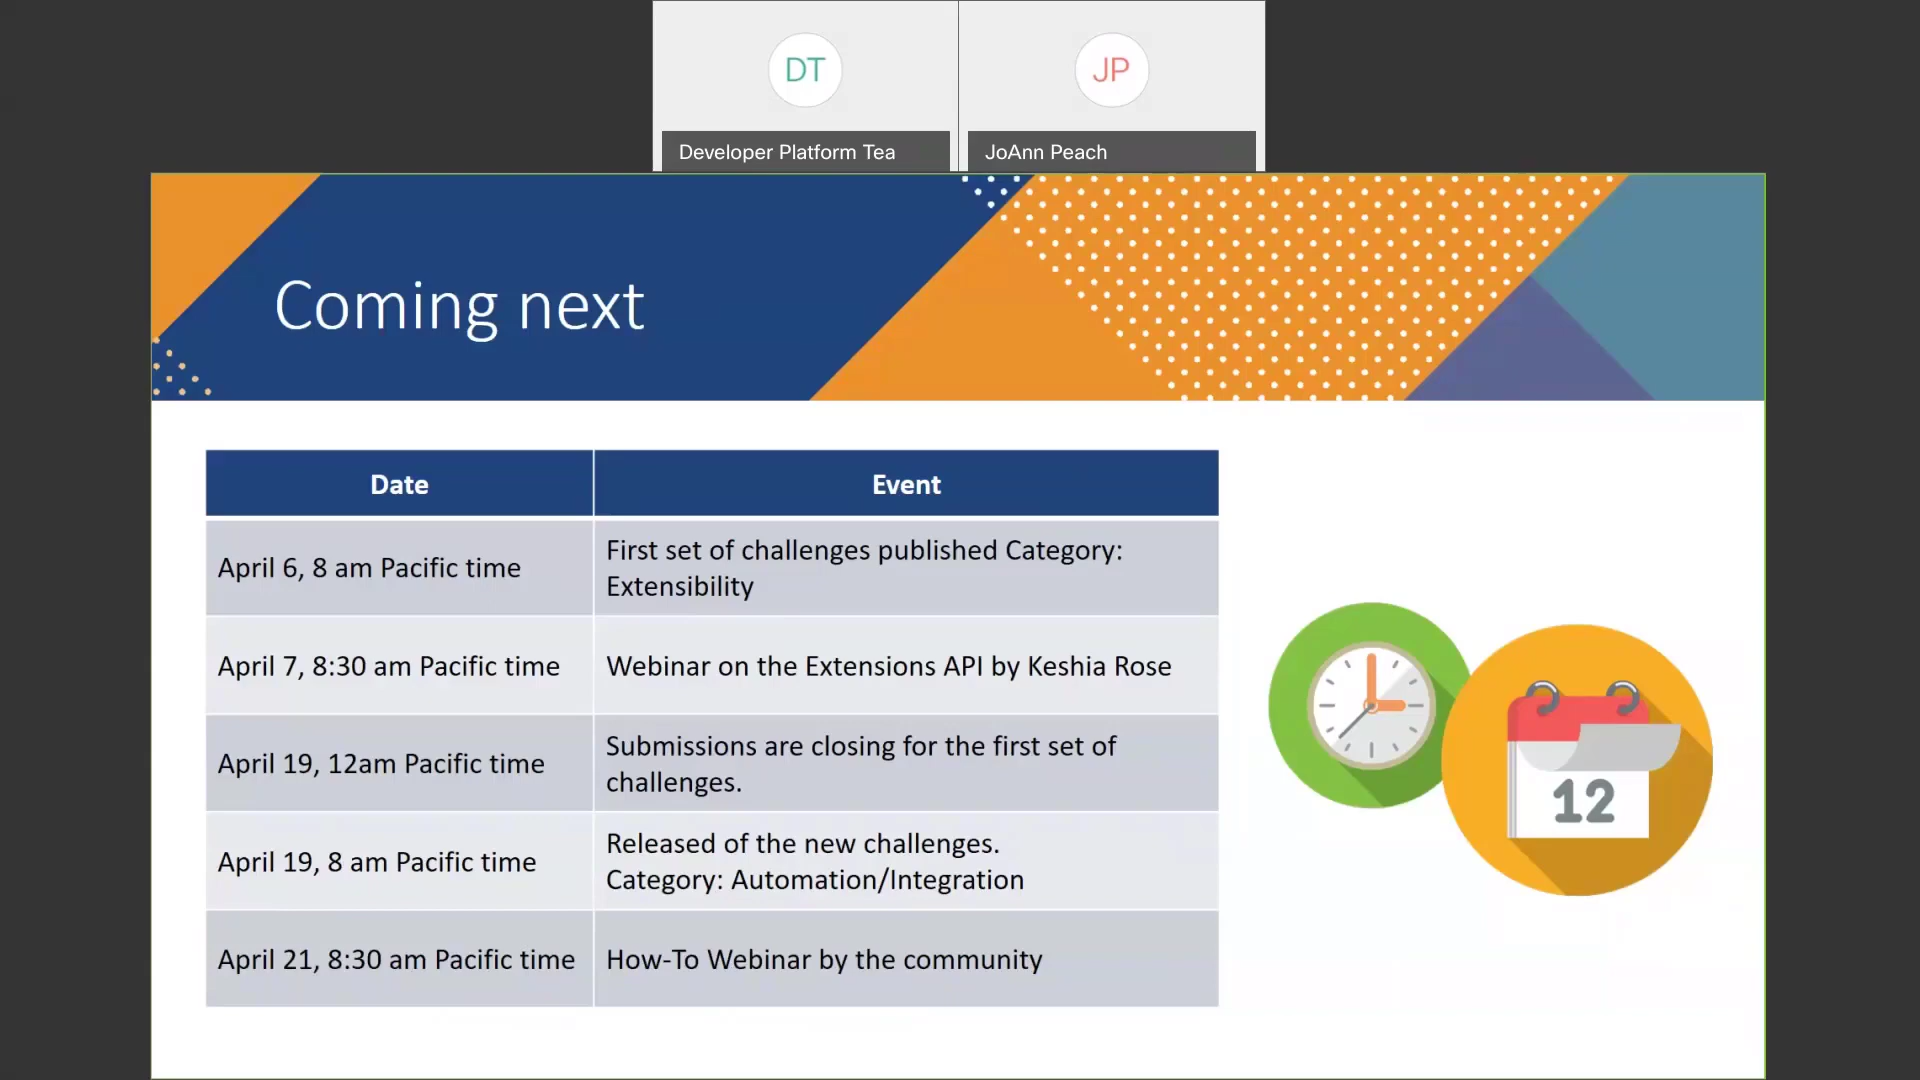 DT
JP
Developer Platform Tea
JoAnn Peach
Coming next
Date
Event
April 6, 8 am Pacific time
First set of challenges published Category:
Extensibility
April 7, 8:30 am Pacific time
Webinar on the Extensions API by Keshia Rose
April 19, 12am Pacific time
Submissions are closing for the first set of
challenges.
April 19, 8 am Pacific time
Released of the new challenges.
Category: Automation/Integration
April 21, 8:30 am Pacific time
How-To Webinar by the community
12